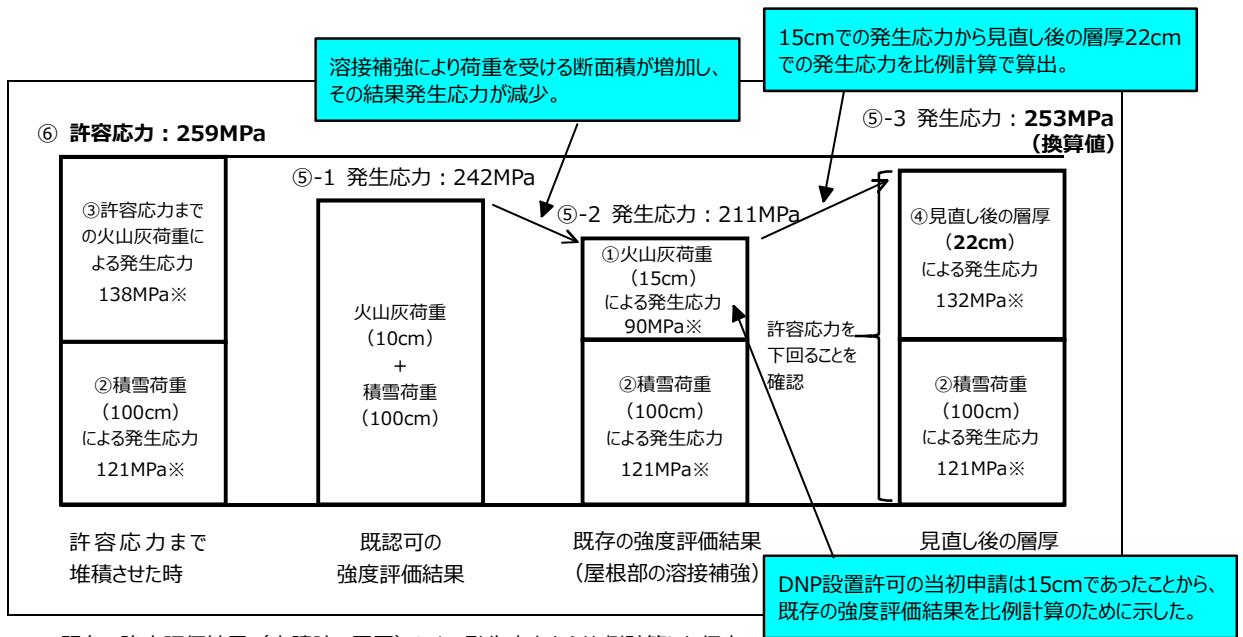 溶接補強により荷重を受ける断面積が増加し、
その結果発生応力が減少。
15cmでの発生応力から見直し後の層厚22cm
での発生応力を比例計算で算出。
⑥ 許容応力：259MPa
⑤-3 発生応力：253MPa
（換算値）
⑤-1 発生応力：242MPa
⑤-2 発生応力：211MPa
③許容応力まで
の火山灰荷重に
よる発生応力
138MPa※
②積雪荷重
（100cm）
による発生応力
121MPa※
火山灰荷重
（10cm）
+
積雪荷重
（100cm）
①火山灰荷重
（15cm）
による発生応力
90MPa※
②積雪荷重
（100cm）
による発生応力
121MPa※
許容応力を
下回ることを
確認
④見直し後の層厚
（22cm）
による発生応力
132MPa※
②積雪荷重
（100cm）
による発生応力
121MPa※
許容応力まで
堆積させた時
既認可の
強度評価結果
既存の強度評価結果
（屋根部の溶接補強）
見直し後の層厚
DNP設置許可の当初申請は15cmであったことから、
既存の強度評価結果を比例計算のために示した。